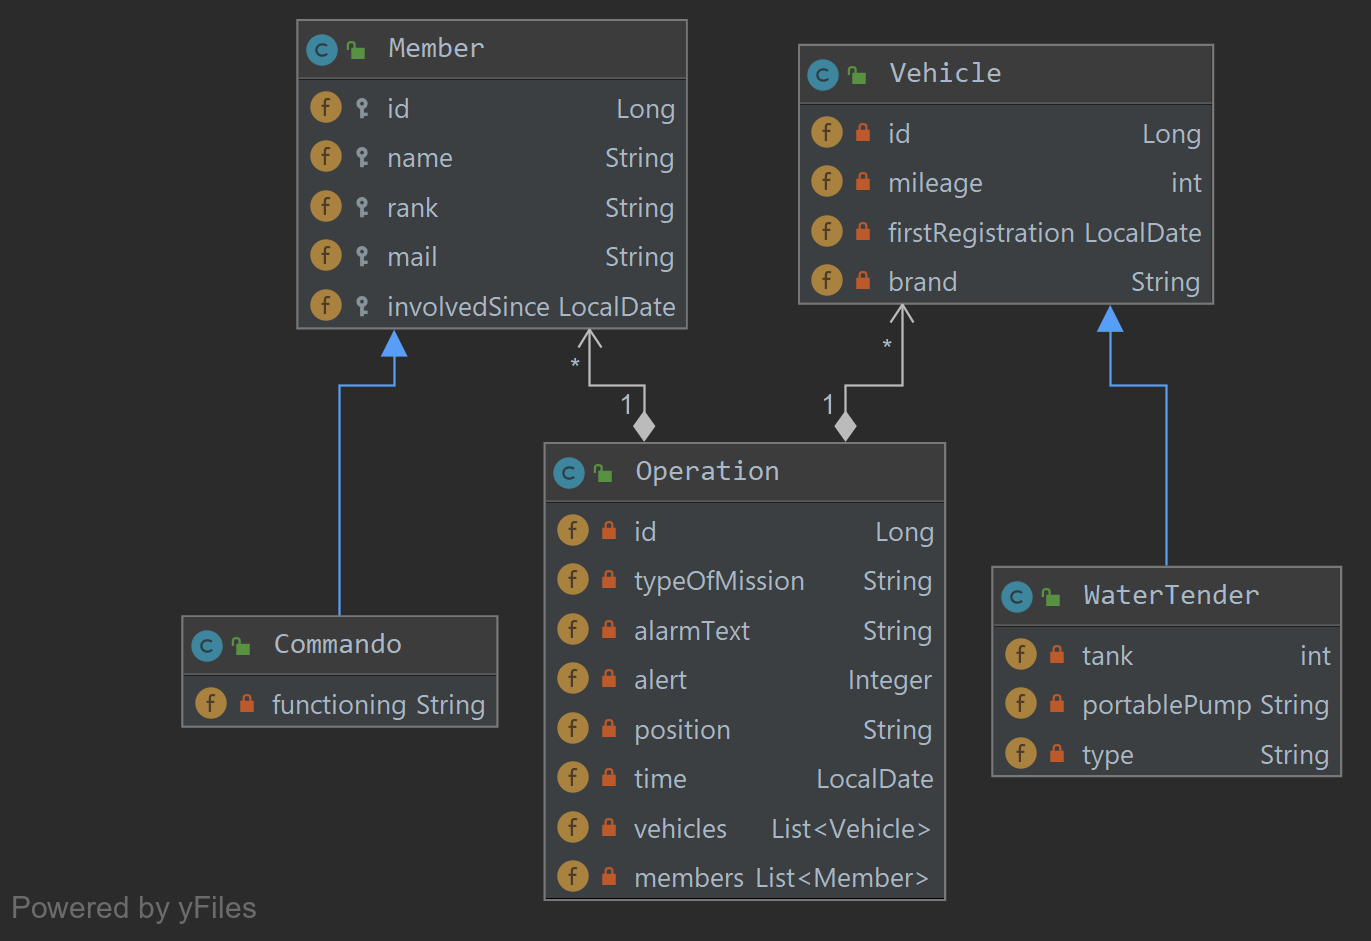 Member
id Long
name String
rank String
mail String
involvedSince LocalDate
Vehicle
id Long
mileage int
firstRegistration LocalDate
brand String
*
1
*
1
Operation
id Long
typeOfMission String
alarmText String
alert Integer
position String
time LocalDate
vehicles List<Vehicle>
members List<Member>
Commando
functioning String
WaterTender
tank int
portablePump String
type String
Powered by yFiles